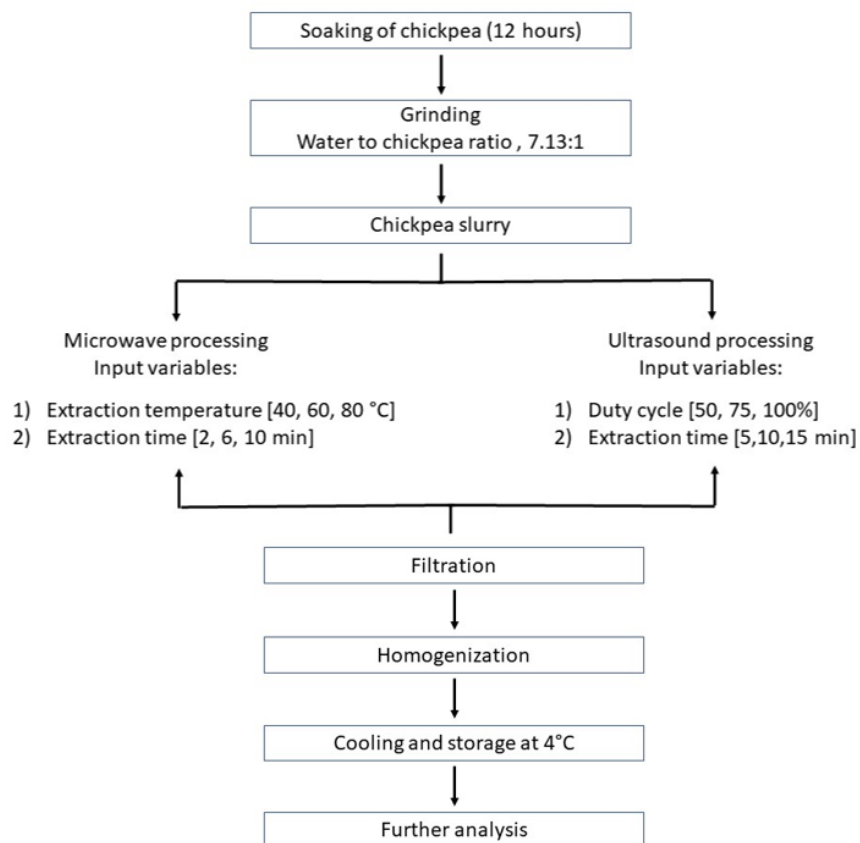 Soaking of chickpea (12 hours)
Grinding
Water to chickpea ratio , 7.13:1
Chickpea slurry
Microwave processing
Input variables:
1) Extraction temperature [40, 60, 80 °C]
2) Extraction time [2, 6, 10 min]
Ultrasound processing
Input variables:
1) Duty cycle [50, 75, 100%]
2) Extraction time [5,10,15 min]
Filtration
Homogenization
Cooling and storage at 4°C
Further analysis